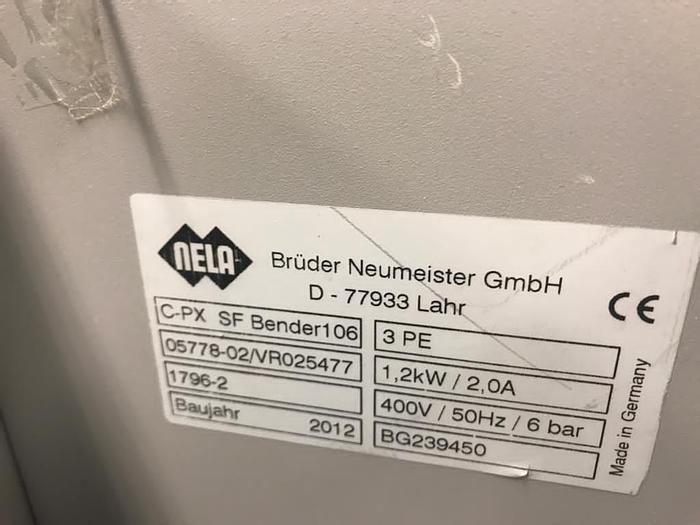 NELA
Brüder Neumeister GmbH
D - 77933 Lahr
CE
C-PX SF Bender106
3 PE
05778-02/VR025477
1,2kW / 2,0A
1796-2
400V / 50Hz / 6 bar
Baujahr 2012
BG239450
Made in Germany